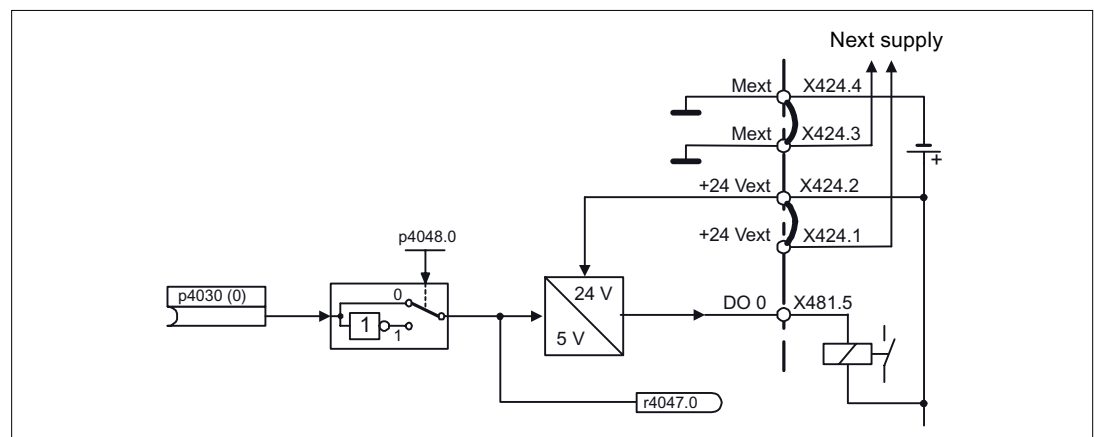 Next supply
Mext X424.4
Mext X424.3
+
+24 Vext X424.2
p4048.0
+24 Vext X424.1
p4030 (0)
0
24 V
DO 0 X481.5
1
1
5 V
r4047.0